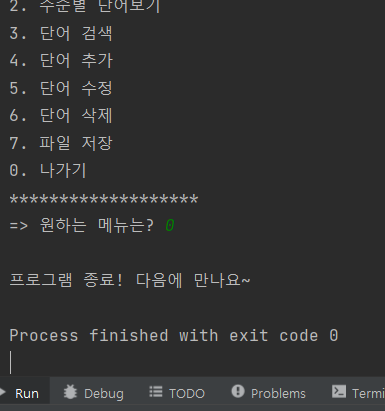 2. 수준별 단어보기
3. 단어 검색
4. 단어 추가
5. 단어 수정
6. 단어 삭제
7. 파일 저장
0. 나가기
*******************
=> 원하는 메뉴는? 0
프로그램 종료! 다음에 만나요~
Process finished with exit code 0
Run Debug TODO Problems Termi